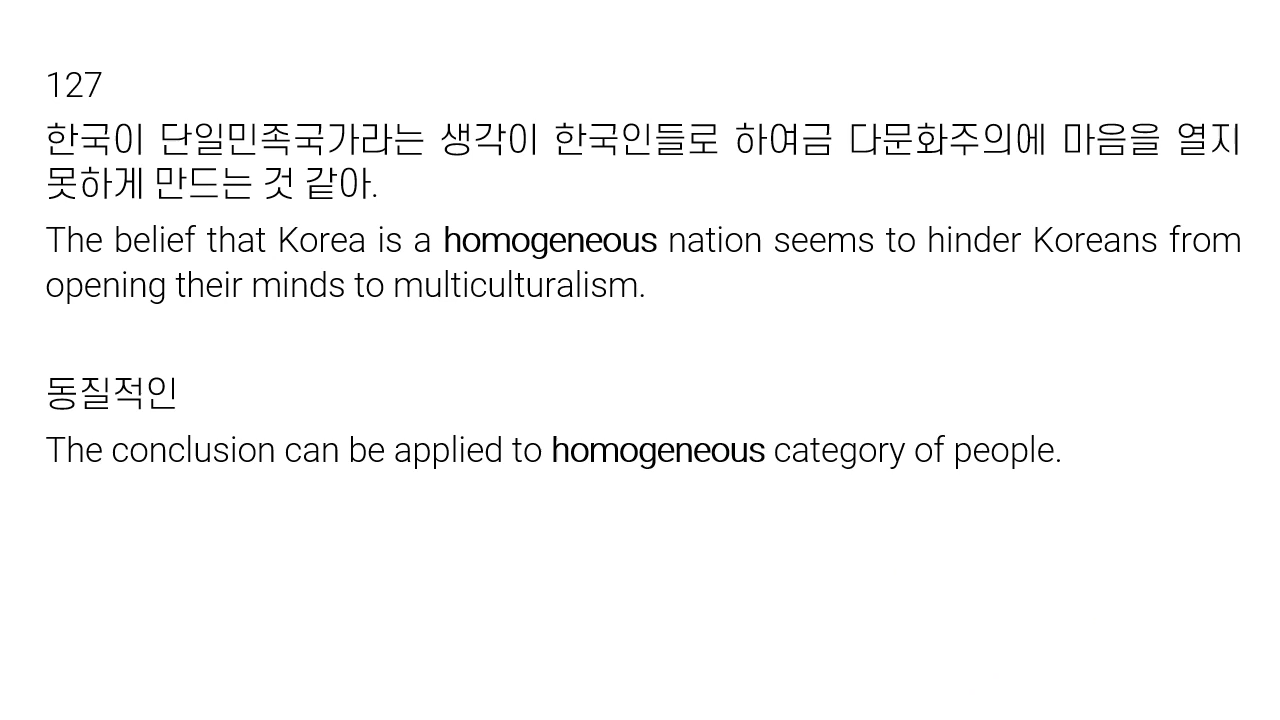 127
한국이 단일민족국가라는 생각이 한국인들로 하여금 다문화주의에 마음을 열지
못하게 만드는 것 같아.
The belief that Korea is a homogeneous nation seems to hinder Koreans from
opening their minds to multiculturalism.
동질적인
The conclusion can be applied to homogeneous category of people.